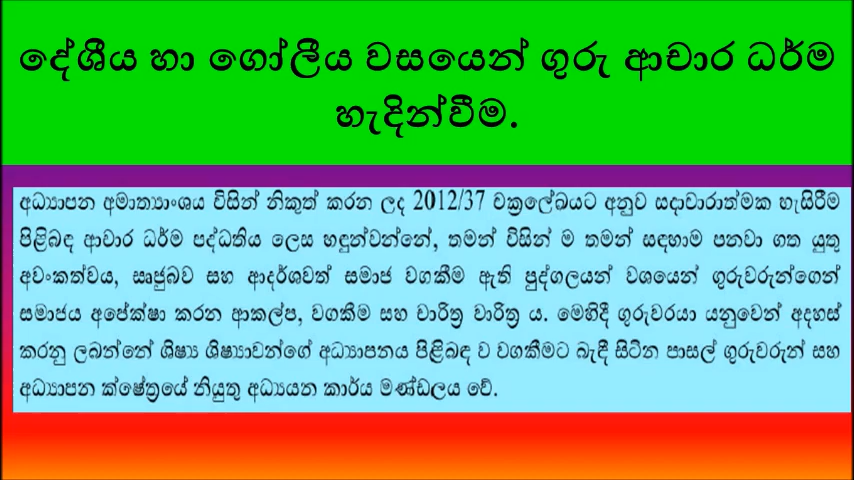 දේශීය හා ගෝලීය වසයෙන් ගුරු ආචාර ධර්ම
හැදින්වීම.
අධ්‍යාපන අමාත්‍යාංශය විසින් නිකුත් කරන ලද 2012/37 චක්‍රලේඛයට අනුව සදාචාරාත්මක හැසිරීම
පිළිබඳ ආචාර ධර්ම පද්ධතිය ලෙස හඳුන්වන්නේ, තමන් විසින් ම තමන් සඳහාම පනවා ගත යුතු
අවංකත්වය, සෘජුබව සහ ආදර්ශවත් සමාජ වගකීම ඇති පුද්ගලයන් වශයෙන් ගුරුවරුන්ගෙන්
සමාජය අපේක්ෂා කරන ආකල්ප, වගකීම සහ චාරිත්‍ර වාරිත්‍ර ය. මෙහිදී ගුරුවරයා යනුවෙන් අදහස්
කරනු ලබන්නේ ශිෂ්‍ය ශිෂ්‍යාවන්ගේ අධ්‍යාපනය පිළිබඳ ව වගකීමට බැඳී සිටින පාසල් ගුරුවරුන් සහ
අධ්‍යාපන ක්ෂේත්‍රයේ නියුතු අධ්‍යයන කාර්ය මණ්ඩලය වේ.